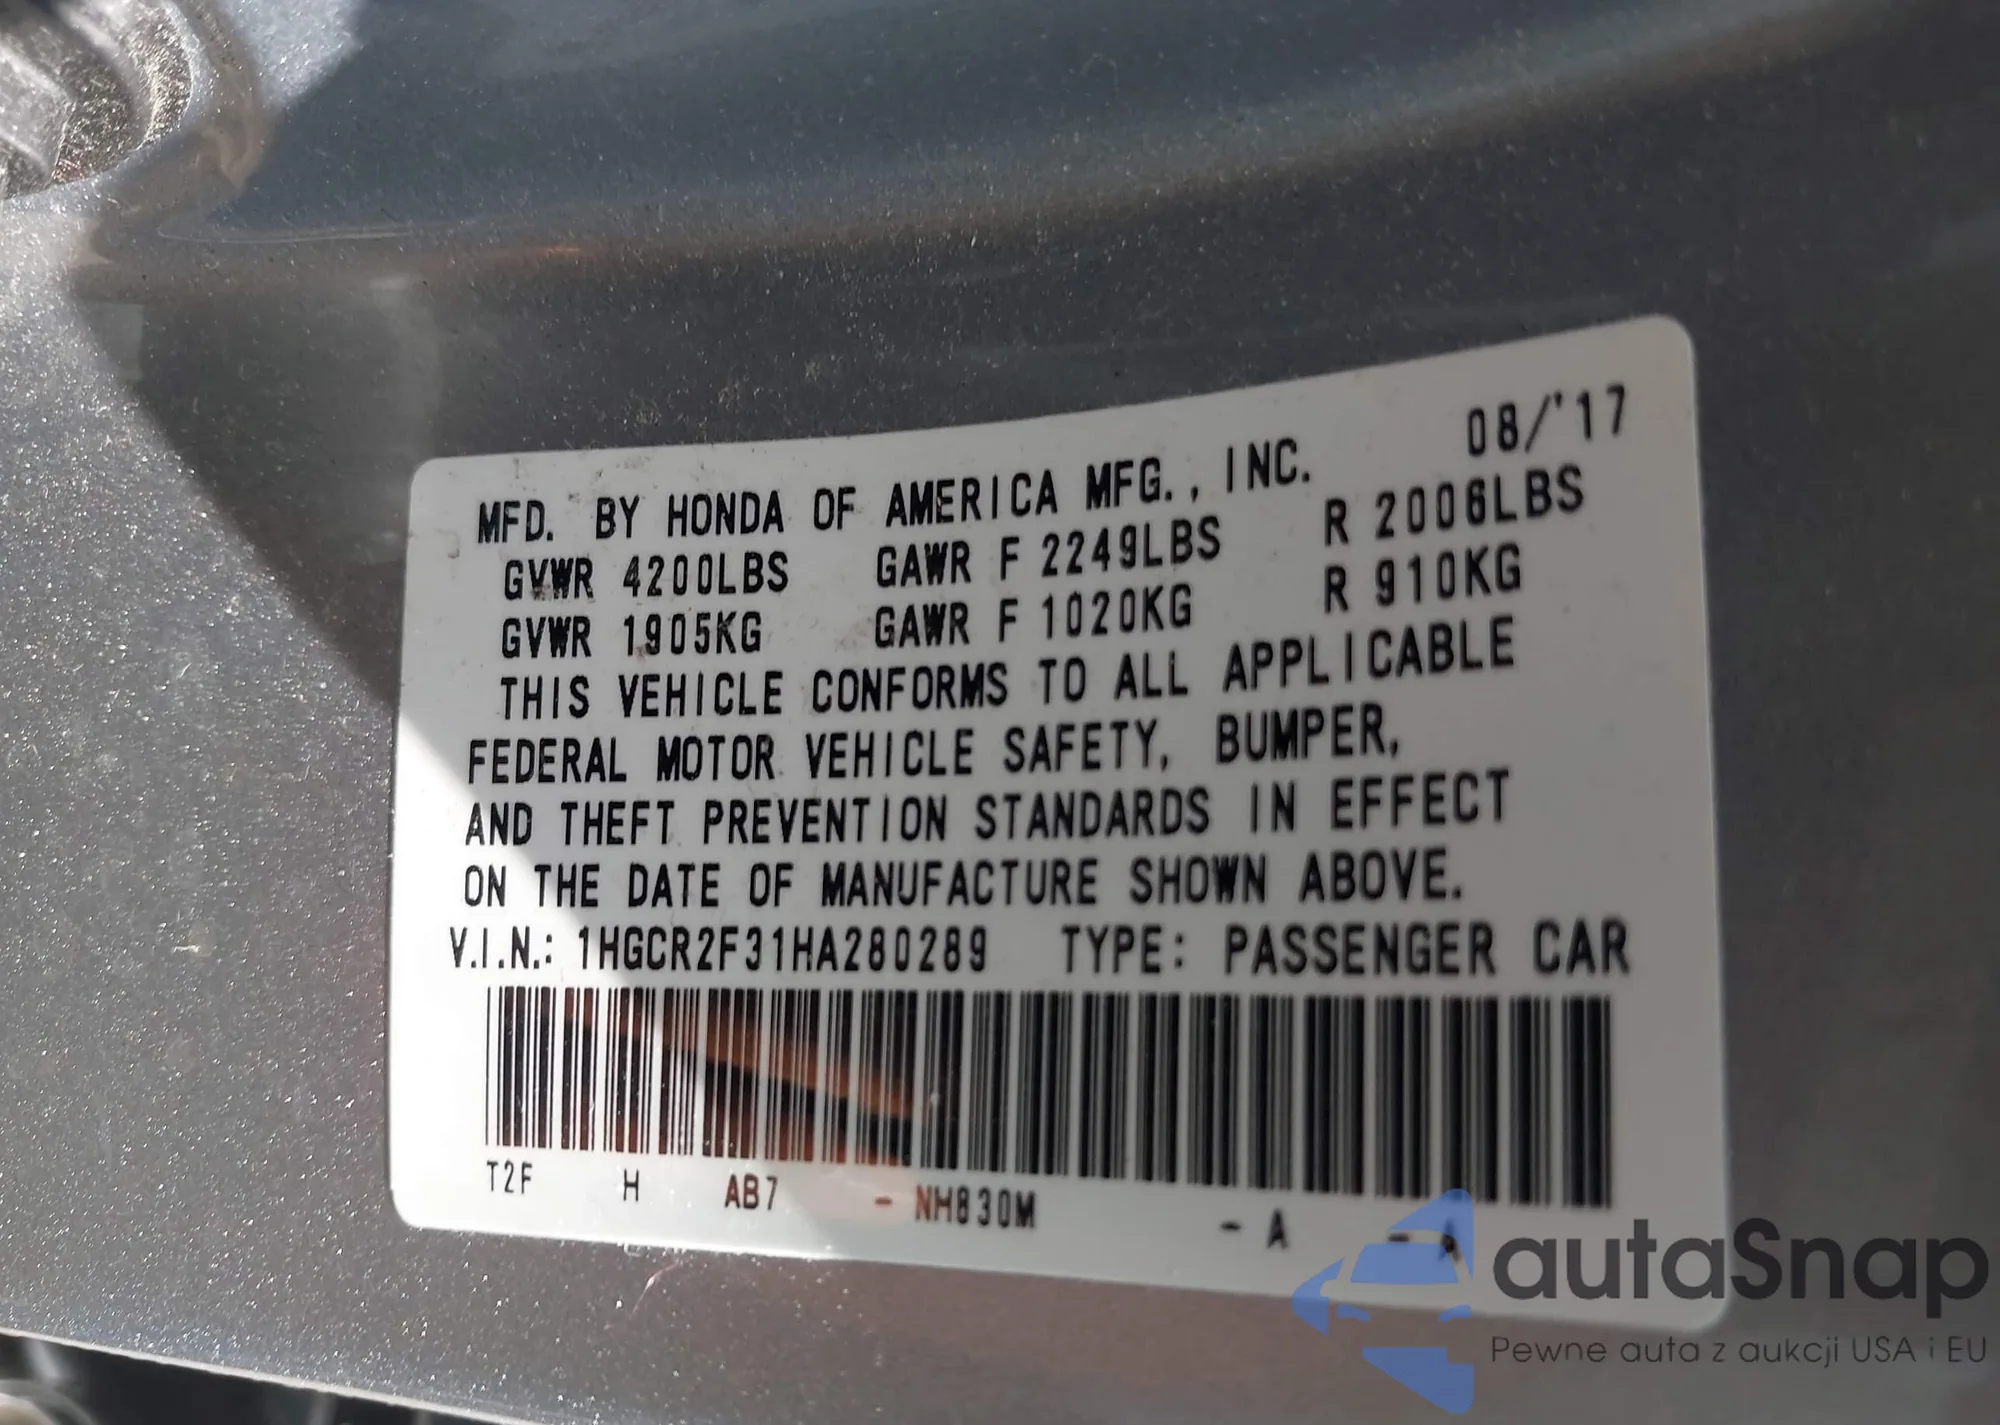 08/'17
MFD. BY HONDA OF AMERICA MFG., INC.
GVWR 4200LBS GAWR F 2249LBS R 2006LBS
GVWR 1905KG GAWR F 1020KG R 910KG
THIS VEHICLE CONFORMS TO ALL APPLICABLE
FEDERAL MOTOR VEHICLE SAFETY, BUMPER,
AND THEFT PREVENTION STANDARDS IN EFFECT
ON THE DATE OF MANUFACTURE SHOWN ABOVE.
V.I.N.: 1HGCR2F31HA280289 TYPE: PASSENGER CAR
T2F H AB7 - NH830M - A - A
autaSnap
Pewne auta z aukcji USA i EU